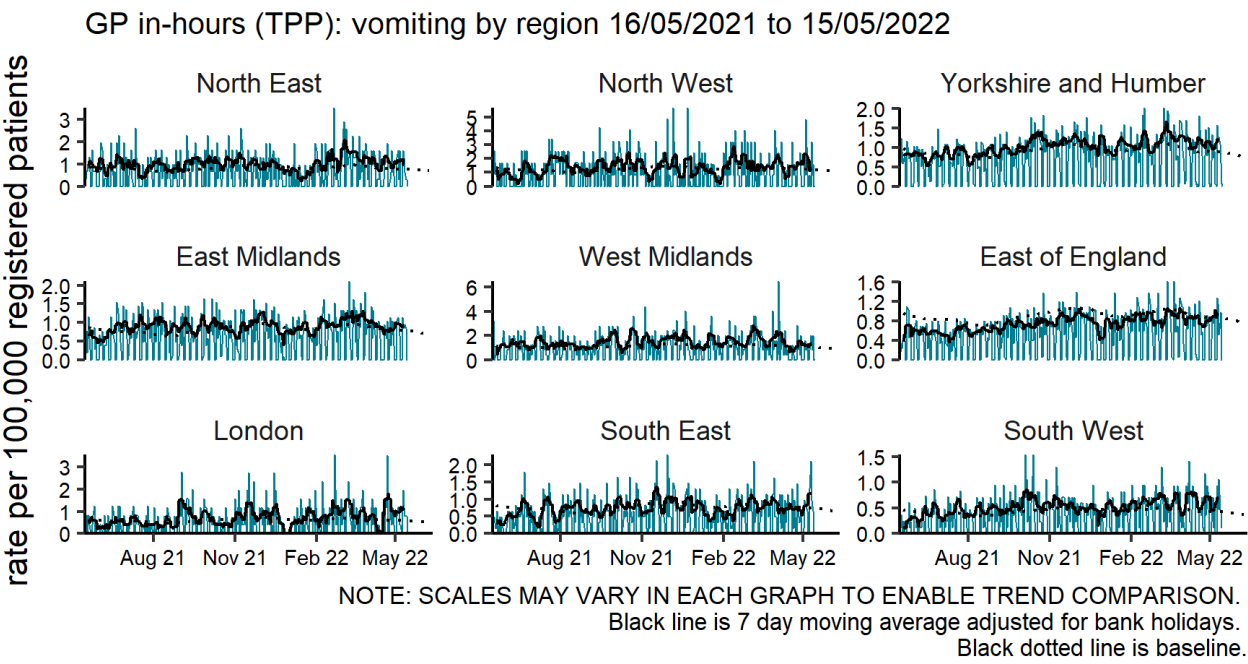 GP in-hours (TPP): vomiting by region 16/05/2021 to 15/05/2022
rate per 100,000 registered patients
North East
3
2
1
0
North West
5
4
3
2
1
0
Yorkshire and Humber
2.0
1.5
1.0
0.5
0.0
East Midlands
2.0
1.5
1.0
0.5
0.0
West Midlands
6
4
2
0
East of England
1.6
1.2
0.8
0.4
0.0
London
3
2
1
0
Aug 21 Nov 21 Feb 22 May 22
South East
2.0
1.5
1.0
0.5
0.0
Aug 21 Nov 21 Feb 22 May 22
South West
1.5
1.0
0.5
0.0
Aug 21 Nov 21 Feb 22 May 22
NOTE: SCALES MAY VARY IN EACH GRAPH TO ENABLE TREND COMPARISON.
Black line is 7 day moving average adjusted for bank holidays.
Black dotted line is baseline.